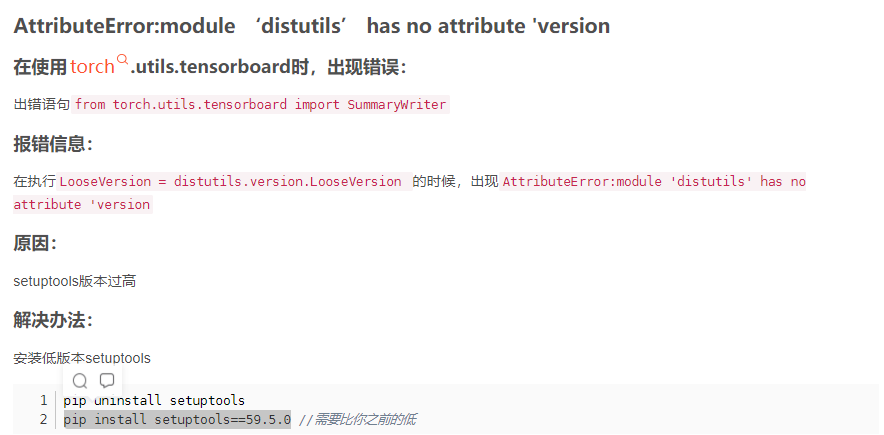 AttributeError:module ‘distutils’ has no attribute 'version
在使用torch.utils.tensorboard时，出现错误：
出错语句 from torch.utils.tensorboard import SummaryWriter
报错信息：
在执行 LooseVersion = distutils.version.LooseVersion 的时候，出现 AttributeError:module 'distutils' has no
attribute 'version
原因：
setuptools版本过高
解决办法：
安装低版本setuptools
1 pip uninstall setuptools
2 pip install setuptools==59.5.0 //需要比你之前的低